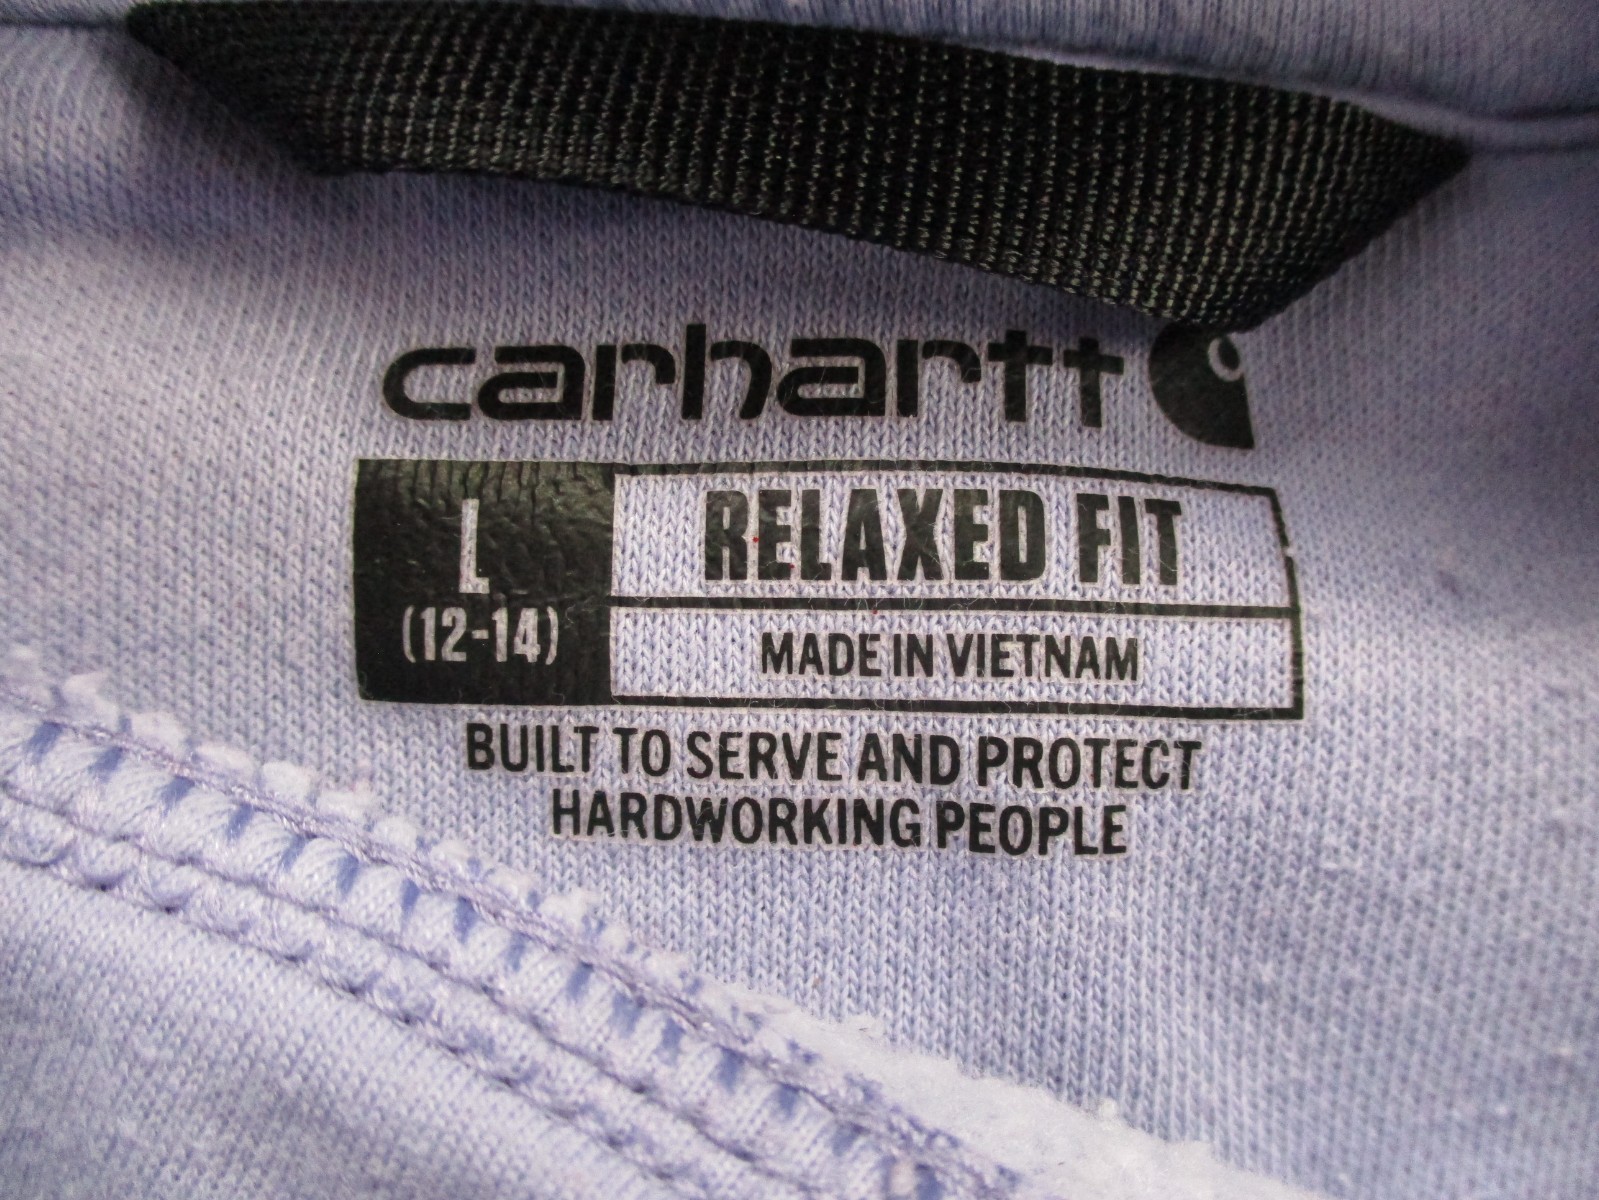 carhartt
L
(12-14)
RELAXED FIT
MADE IN VIETNAM
BUILT TO SERVE AND PROTECT
HARDWORKING PEOPLE